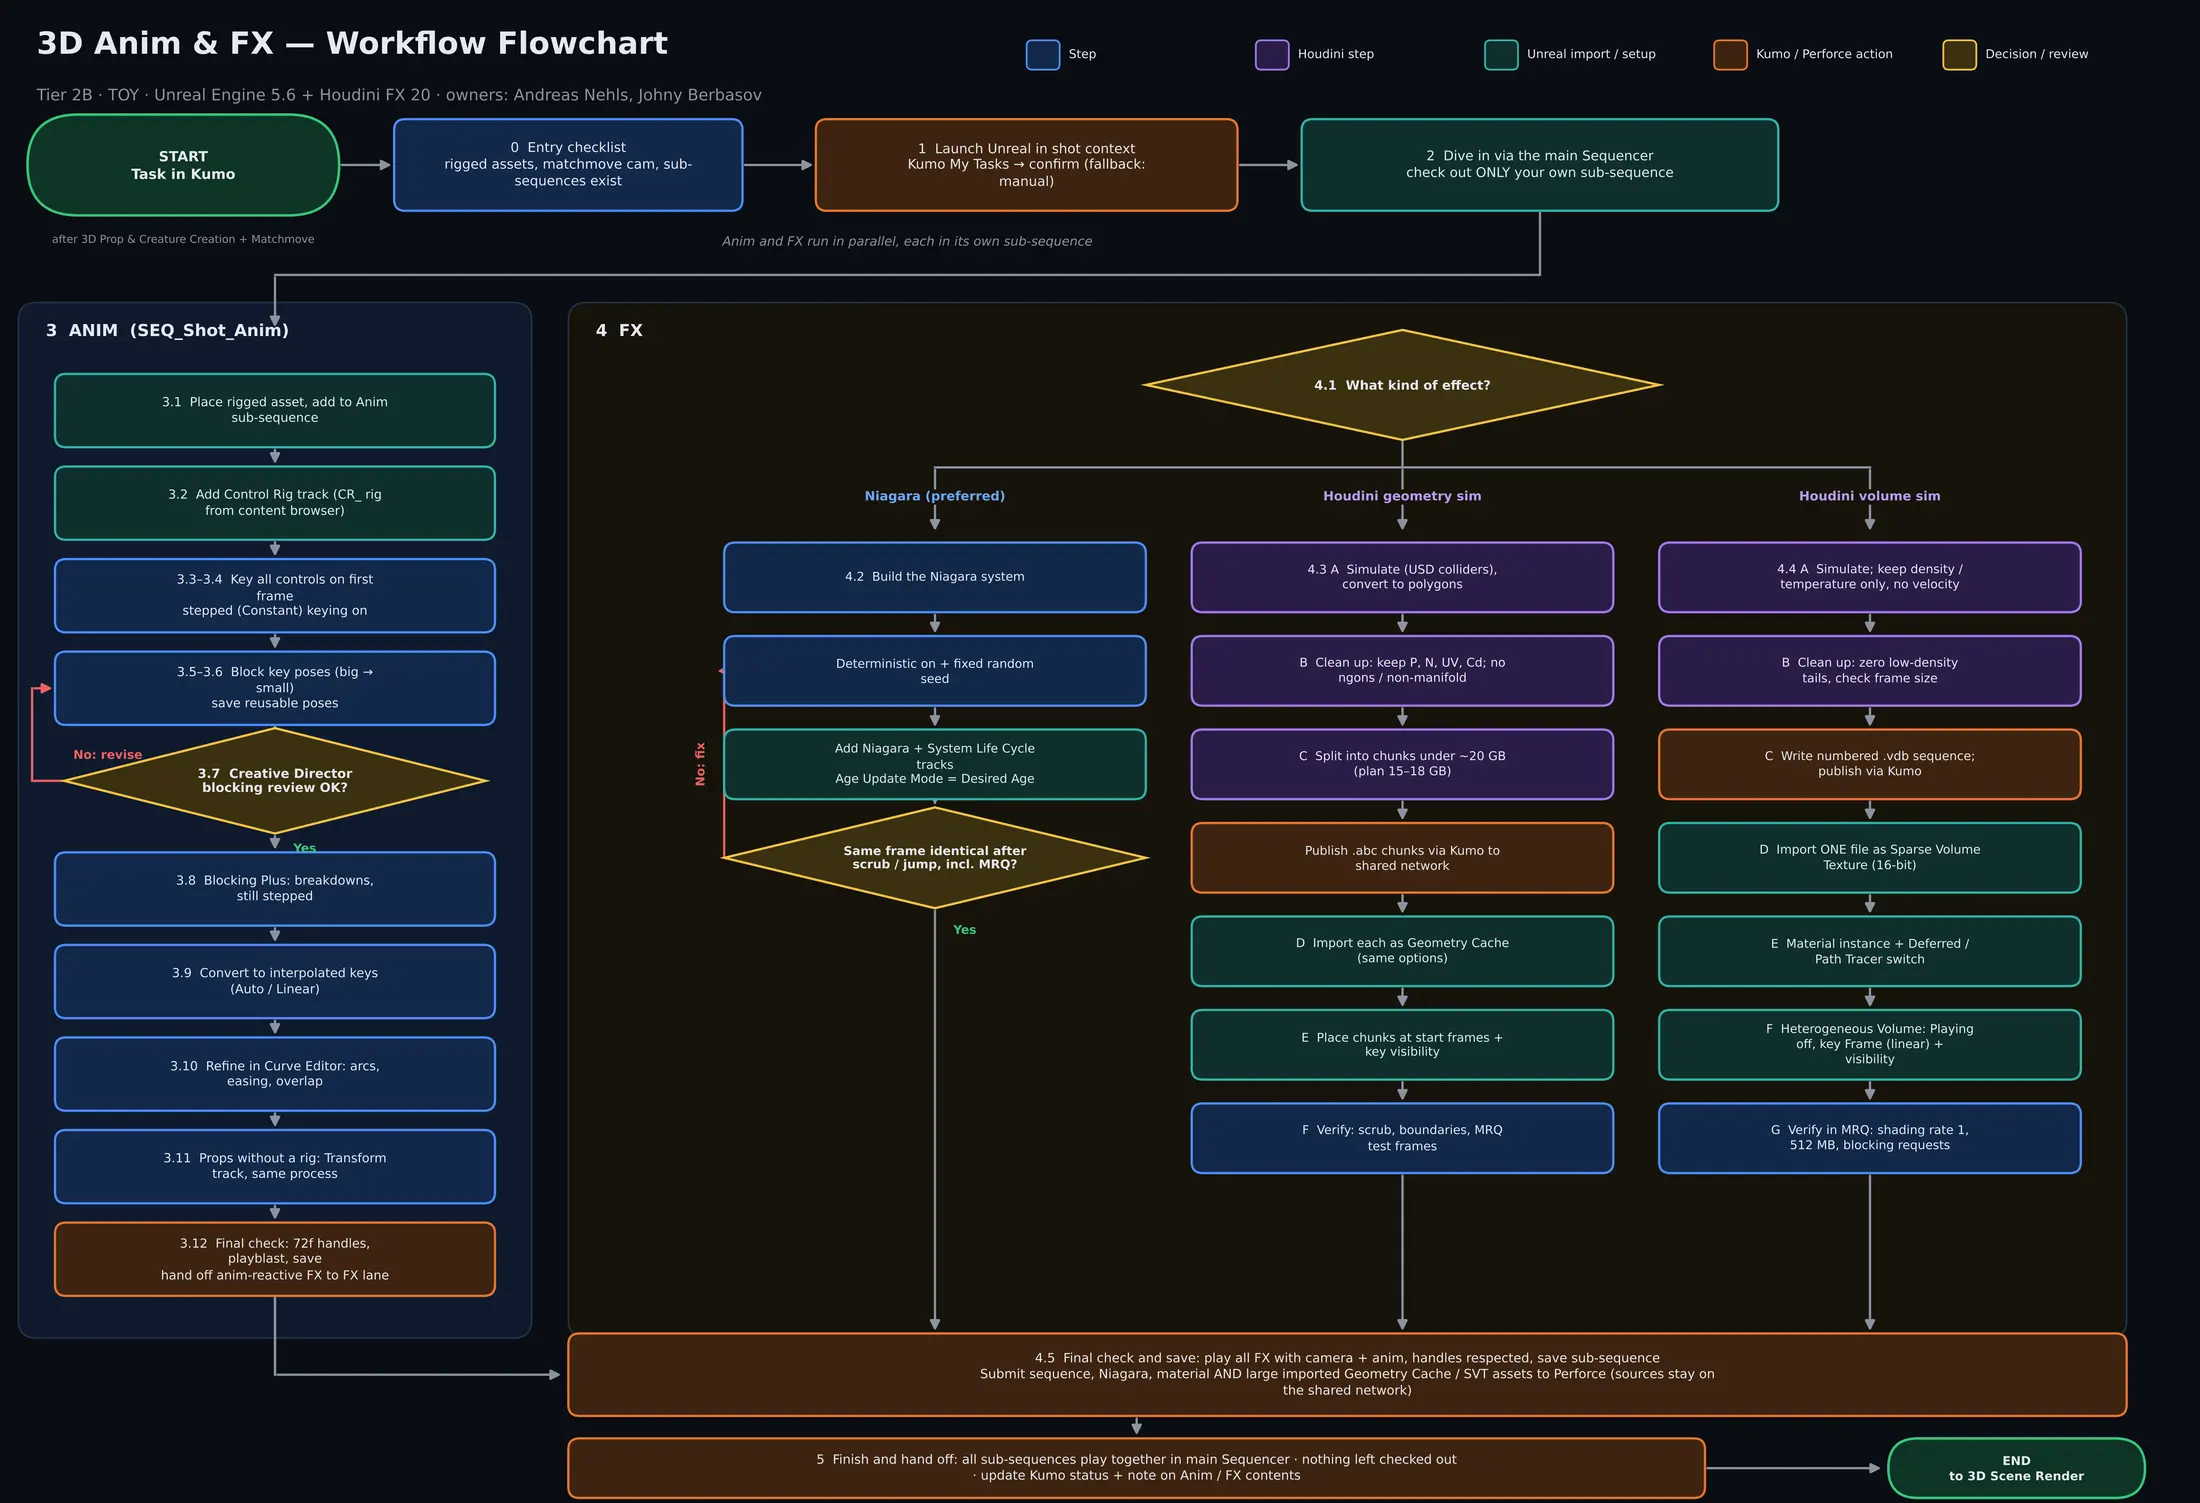 3D Anim & FX — Workflow Flowchart
Step
Houdini step
Unreal import / setup
Kumo / Perforce action
Decision / review
Tier 2B · TOY · Unreal Engine 5.6 + Houdini FX 20 · owners: Andreas Nehls, Johny Berbasov
START
Task in Kumo
0 Entry checklist
rigged assets, matchmove cam, sub-
sequences exist
1 Launch Unreal in shot context
Kumo My Tasks → confirm (fallback:
manual)
2 Dive in via the main Sequencer
check out ONLY your own sub-sequence
after 3D Prop & Creature Creation + Matchmove
Anim and FX run in parallel, each in its own sub-sequence
3 ANIM (SEQ_Shot_Anim)
3.1 Place rigged asset, add to Anim
sub-sequence
3.2 Add Control Rig track (CR_ rig
from content browser)
3.3–3.4 Key all controls on first
frame
stepped (Constant) keying on
3.5–3.6 Block key poses (big →
small)
save reusable poses
No: revise
3.7 Creative Director
blocking review OK?
Yes
3.8 Blocking Plus: breakdowns,
still stepped
3.9 Convert to interpolated keys
(Auto / Linear)
3.10 Refine in Curve Editor: arcs,
easing, overlap
3.11 Props without a rig: Transform
track, same process
3.12 Final check: 72f handles,
playblast, save
hand off anim-reactive FX to FX lane
4 FX
4.1 What kind of effect?
Niagara (preferred)
4.2 Build the Niagara system
Deterministic on + fixed random
seed
Add Niagara + System Life Cycle
tracks
Age Update Mode = Desired Age
No: fix
Same frame identical after
scrub / jump, incl. MRQ?
Yes
Houdini geometry sim
4.3 A Simulate (USD colliders),
convert to polygons
B Clean up: keep P, N, UV, Cd; no
ngons / non-manifold
C Split into chunks under ~20 GB
(plan 15–18 GB)
Publish .abc chunks via Kumo to
shared network
D Import each as Geometry Cache
(same options)
E Place chunks at start frames +
key visibility
F Verify: scrub, boundaries, MRQ
test frames
Houdini volume sim
4.4 A Simulate; keep density /
temperature only, no velocity
B Clean up: zero low-density
tails, check frame size
C Write numbered .vdb sequence;
publish via Kumo
D Import ONE file as Sparse Volume
Texture (16-bit)
E Material instance + Deferred /
Path Tracer switch
F Heterogeneous Volume: Playing
off, key Frame (linear) +
visibility
G Verify in MRQ: shading rate 1,
512 MB, blocking requests
4.5 Final check and save: play all FX with camera + anim, handles respected, save sub-sequence
Submit sequence, Niagara, material AND large imported Geometry Cache / SVT assets to Perforce (sources stay on
the shared network)
5 Finish and hand off: all sub-sequences play together in main Sequencer · nothing left checked out
· update Kumo status + note on Anim / FX contents
END
to 3D Scene Render